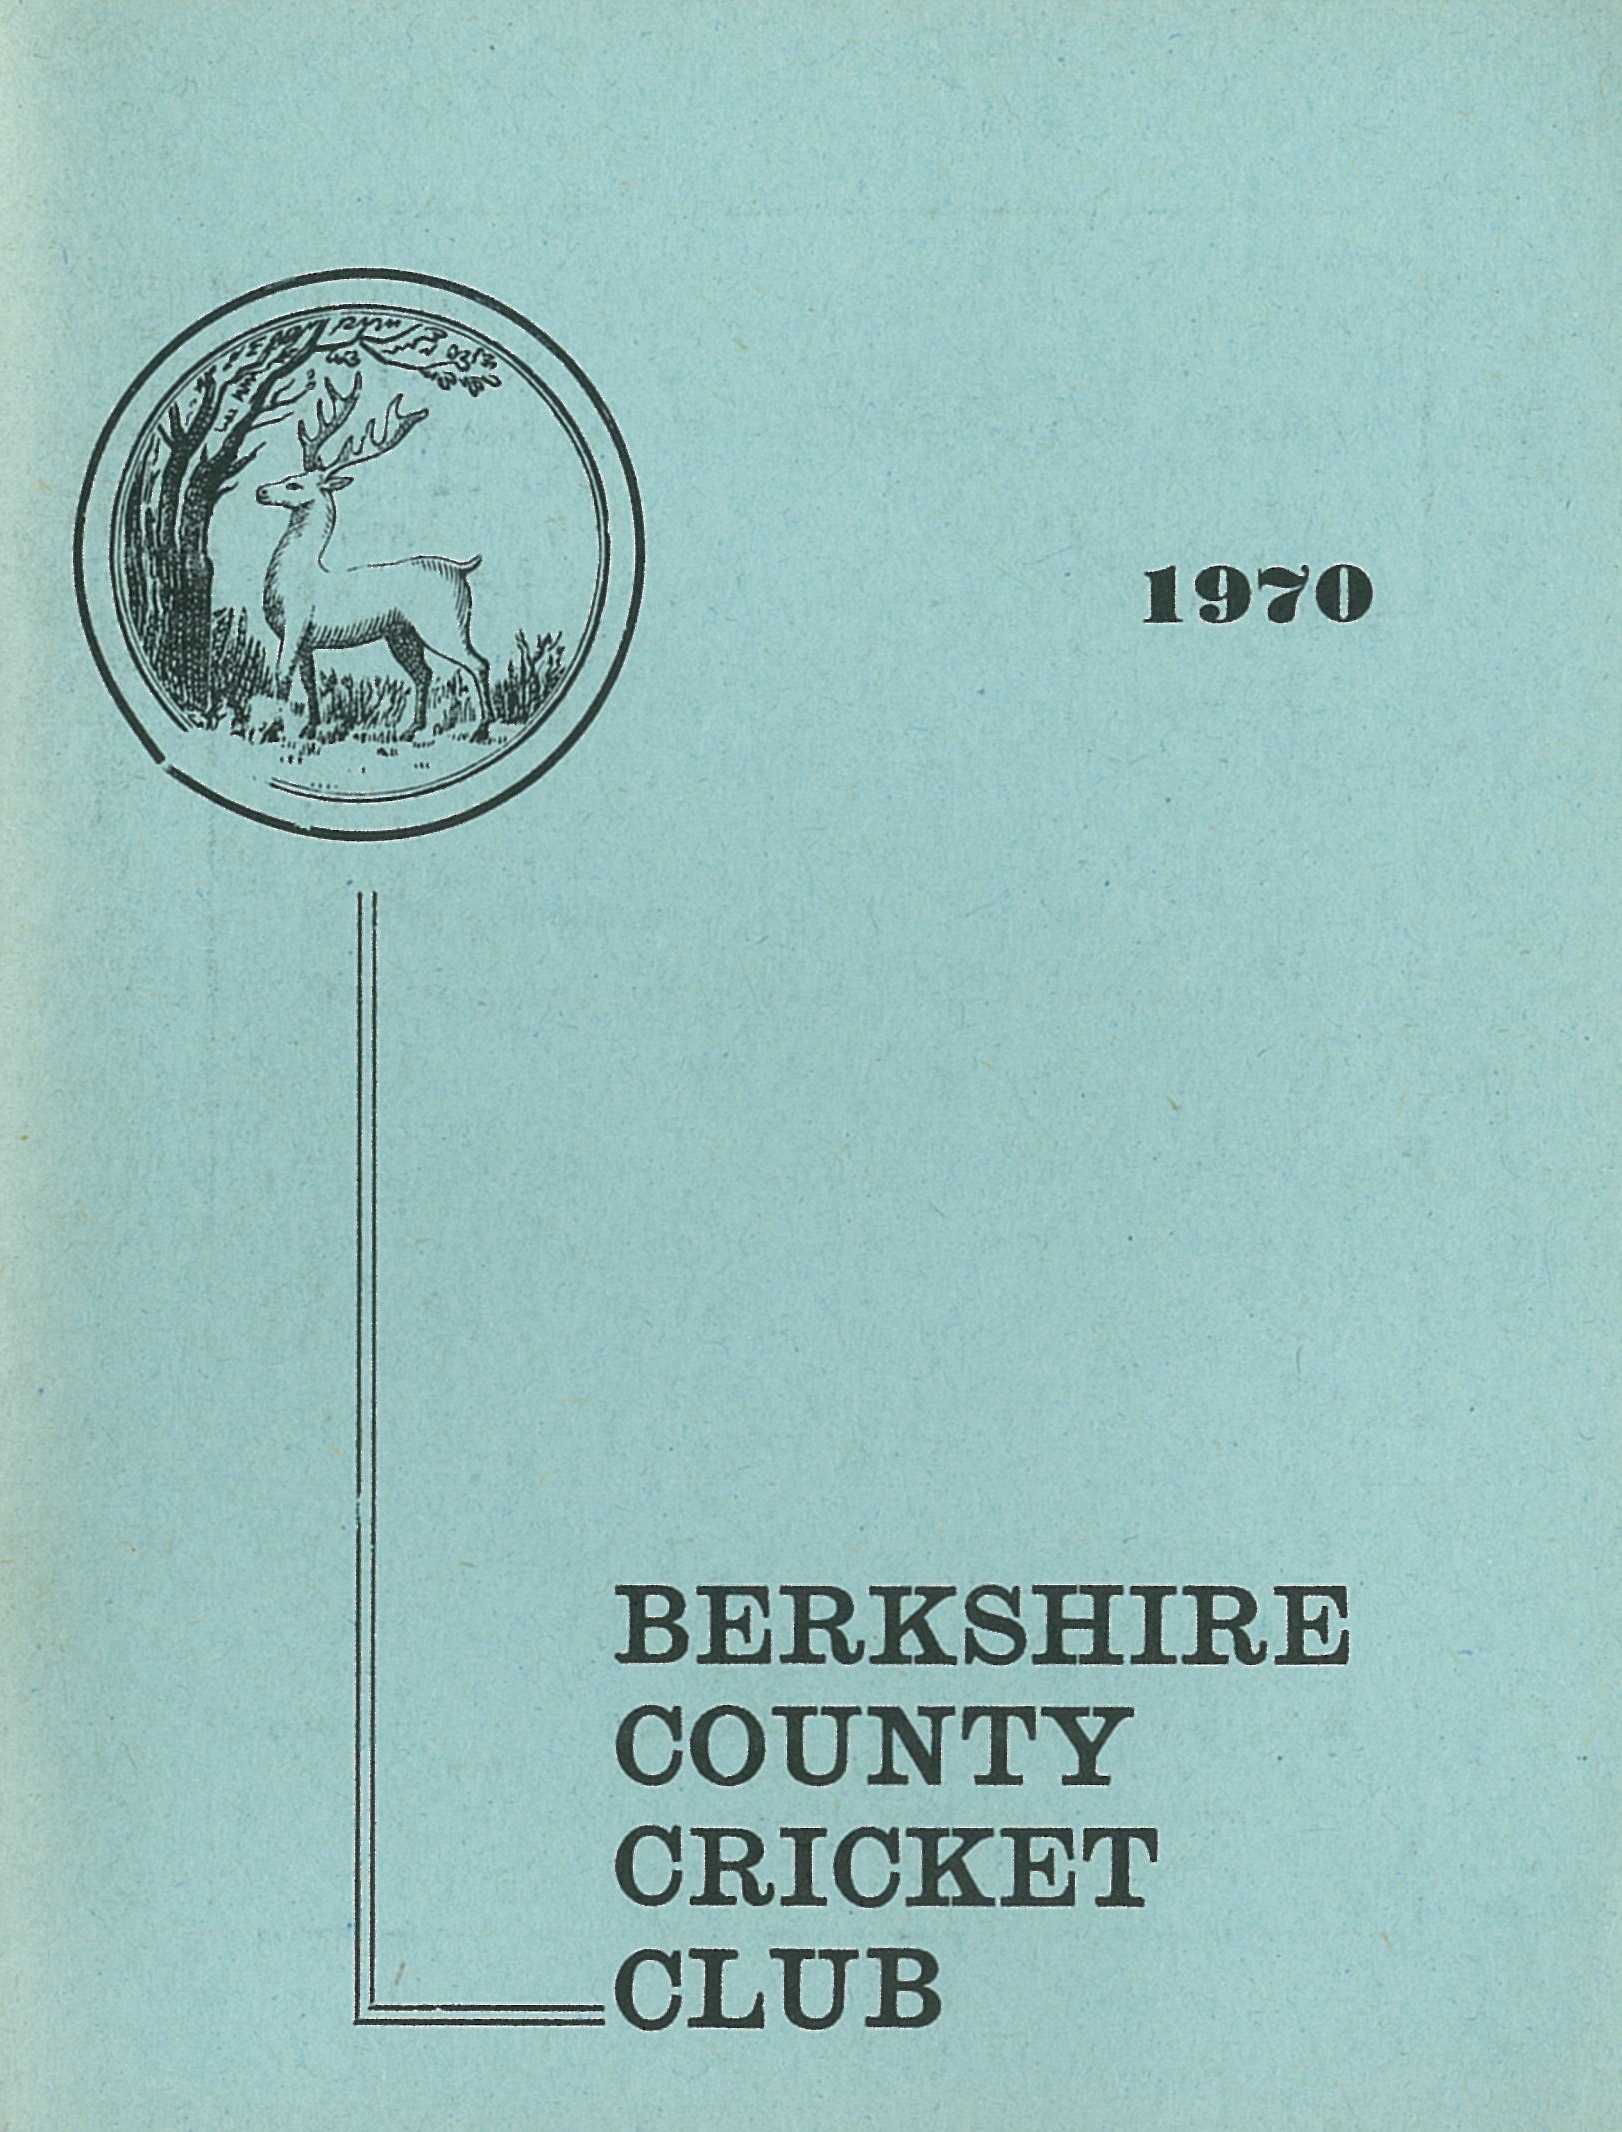 1970
BERKSHIRE
COUNTY
CRICKET
CLUB